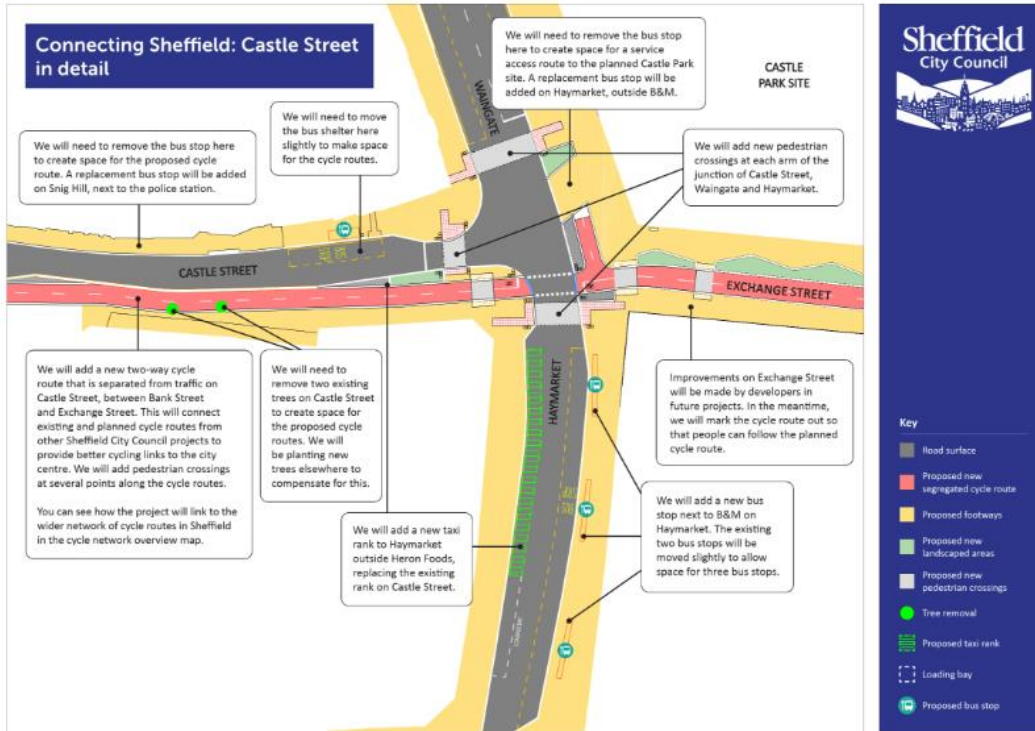 Connecting Sheffield: Castle Street
in detail
We will need to remove the bus stop
here to create space for a service
access route to the planned Castle Park
site. A replacement bus stop will be
added on Haymarket, outside B&M.
CASTLE
PARK SITE
Sheffield
City Council
WAINGATE
We will need to move
the bus shelter here
slightly to make space
for the cycle routes.
We will need to remove the bus stop here
to create space for the proposed cycle
route. A replacement bus stop will be added
on Snig Hill, next to the police station.
We will add new pedestrian
crossings at each arm of the
junction of Castle Street,
Waingate and Haymarket.
BUS
STOP
CASTLE STREET
EXCHANGE STREET
HAYMARKET
We will add a new two-way cycle
route that is separated from traffic on
Castle Street, between Bank Street
and Exchange Street. This will connect
existing and planned cycle routes from
other Sheffield City Council projects to
provide better cycling links to the city
centre. We will add pedestrian crossings
at several points along the cycle routes.
You can see how the project will link to the
wider network of cycle routes in Sheffield
in the cycle network overview map.
We will need to
remove two existing
trees on Castle Street
to create space for
the proposed cycle
routes. We will
be planting new
trees elsewhere to
compensate for this.
Improvements on Exchange Street
will be made by developers in
future projects. In the meantime,
we will mark the cycle route out so
that people can follow the planned
cycle route.
We will add a new taxi
rank to Haymarket
outside Heron Foods,
replacing the existing
rank on Castle Street.
BUS
STOP
We will add a new bus
stop next to B&M on
Haymarket. The existing
two bus stops will be
moved slightly to allow
space for three bus stops.
LOADING
Key
Road surface
Proposed new
segregated cycle route
Proposed footways
Proposed new
landscaped areas
Proposed new
pedestrian crossings
Tree removal
Proposed taxi rank
Loading bay
Proposed bus stop